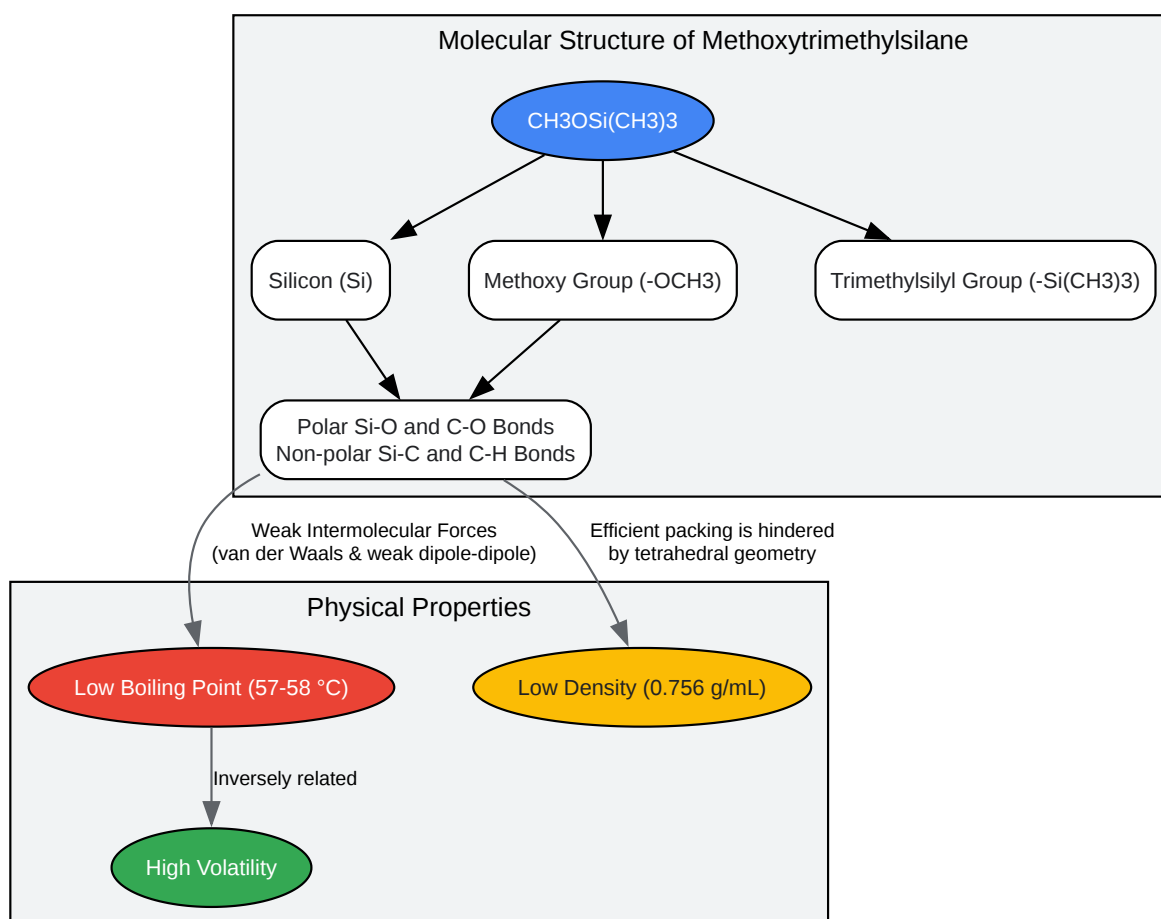 Molecular Structure of Methoxytrimethylsilane
CH3OSi(CH3)3
Silicon (Si)
Methoxy Group (-OCH3)
Trimethylsilyl Group (-Si(CH3)3)
Polar Si-O and C-O Bonds
Non-polar Si-C and C-H Bonds
Weak Intermolecular Forces
(van der Waals & weak dipole-dipole)
Efficient packing is hindered
by tetrahedral geometry
Physical Properties
Low Boiling Point (57-58 °C)
Low Density (0.756 g/mL)
Inversely related
High Volatility